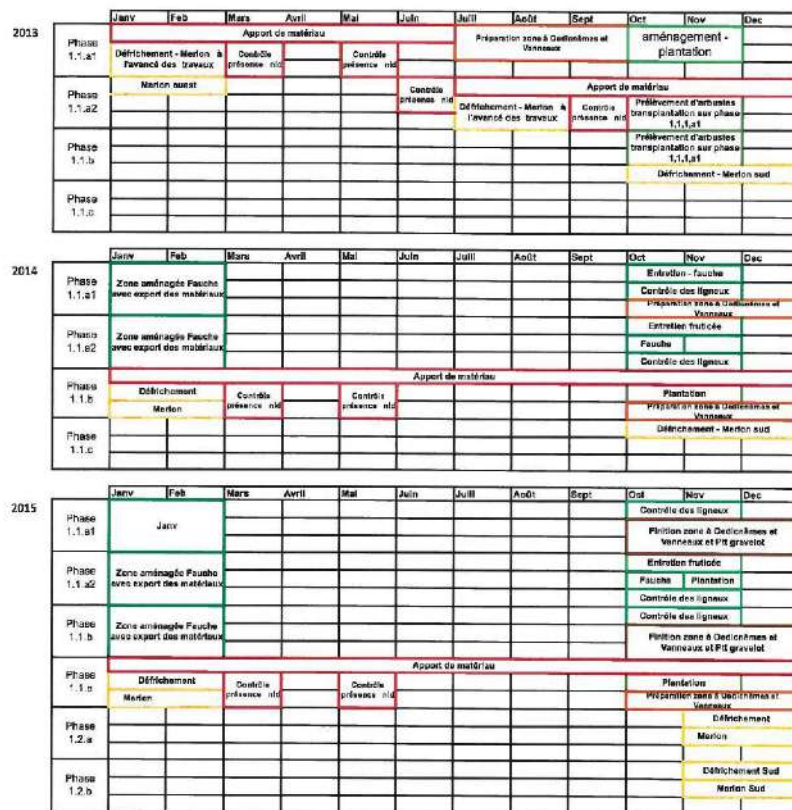 2013
Janv Feb Mars Avril Mai Juin Juill Août Sept Oct Nov Dec
Phase 1.1.a1
Apport de matériau
Préparation zone à Oedicnèmes et Vanneaux
aménagement - plantation
Défrichement - Merlon à l'avancé des travaux
Contrôle présence nid
Contrôle présence nid
Phase 1.1.a2
Merlon ouest
Contrôle présence nid
Apport de matériau
Défrichement - Merlon à l'avancé des travaux
Contrôle présence nid
Prélèvement d'arbustes transplantation sur phase 1,1,1,a1
Phase 1.1.b
Prélèvement d'arbustes transplantation sur phase 1,1,1,a1
Défrichement - Merlon sud
Phase 1.1.c
2014
Janv Feb Mars Avril Mai Juin Juill Août Sept Oct Nov Dec
Phase 1.1.a1
Zone aménagée Fauche avec export des matériaux
Entretien - fauche
Contrôle des ligneux
Préparation zone à Oedicnèmes et Vanneaux
Phase 1.1.a2
Zone aménagée Fauche avec export des matériaux
Entretien fruticée
Fauche
Contrôle des ligneux
Phase 1.1.b
Apport de matériau
Défrichement
Merlon
Contrôle présence nid
Contrôle présence nid
Plantation
Préparation zone à Oedicnèmes et Vanneaux
Phase 1.1.c
Défrichement - Merlon sud
2015
Janv Feb Mars Avril Mai Juin Juill Août Sept Oct Nov Dec
Phase 1.1.a1
Janv
Contrôle des ligneux
Finition zone à Oedicnèmes et Vanneaux et Ptt gravelot
Phase 1.1.a2
Zone aménagée Fauche avec export des matériaux
Entretien fruticée
Fauche Plantation
Contrôle des ligneux
Phase 1.1.b
Zone aménagée Fauche avec export des matériaux
Contrôle des ligneux
Finition zone à Oedicnèmes et Vanneaux et Ptt gravelot
Phase 1.1.c
Apport de matériau
Défrichement
Merlon
Contrôle présence nid
Contrôle présence nid
Plantation
Préparation zone à Oedicnèmes et Vanneaux
Phase 1.2.a
Défrichement
Merlon
Phase 1.2.b
Défrichement Sud
Merlon Sud